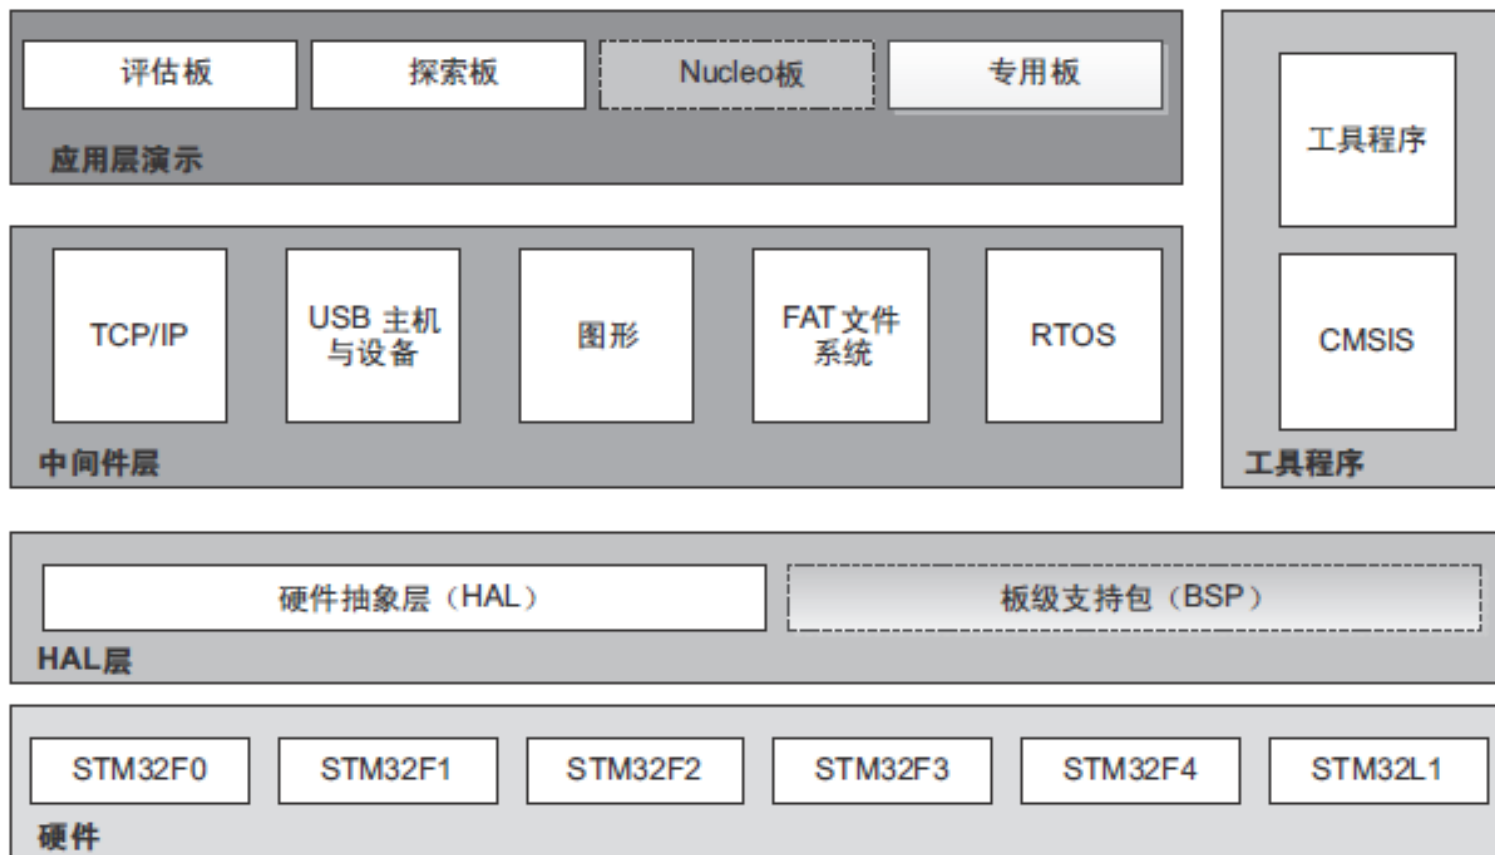 评估板
探索板
Nucleo板
专用板
应用层演示
工具程序
CMSIS
工具程序
TCP/IP
USB 主机
与设备
图形
FAT 文件
系统
RTOS
中间件层
硬件抽象层（HAL）
板级支持包（BSP）
HAL层
STM32F0
STM32F1
STM32F2
STM32F3
STM32F4
STM32L1
硬件